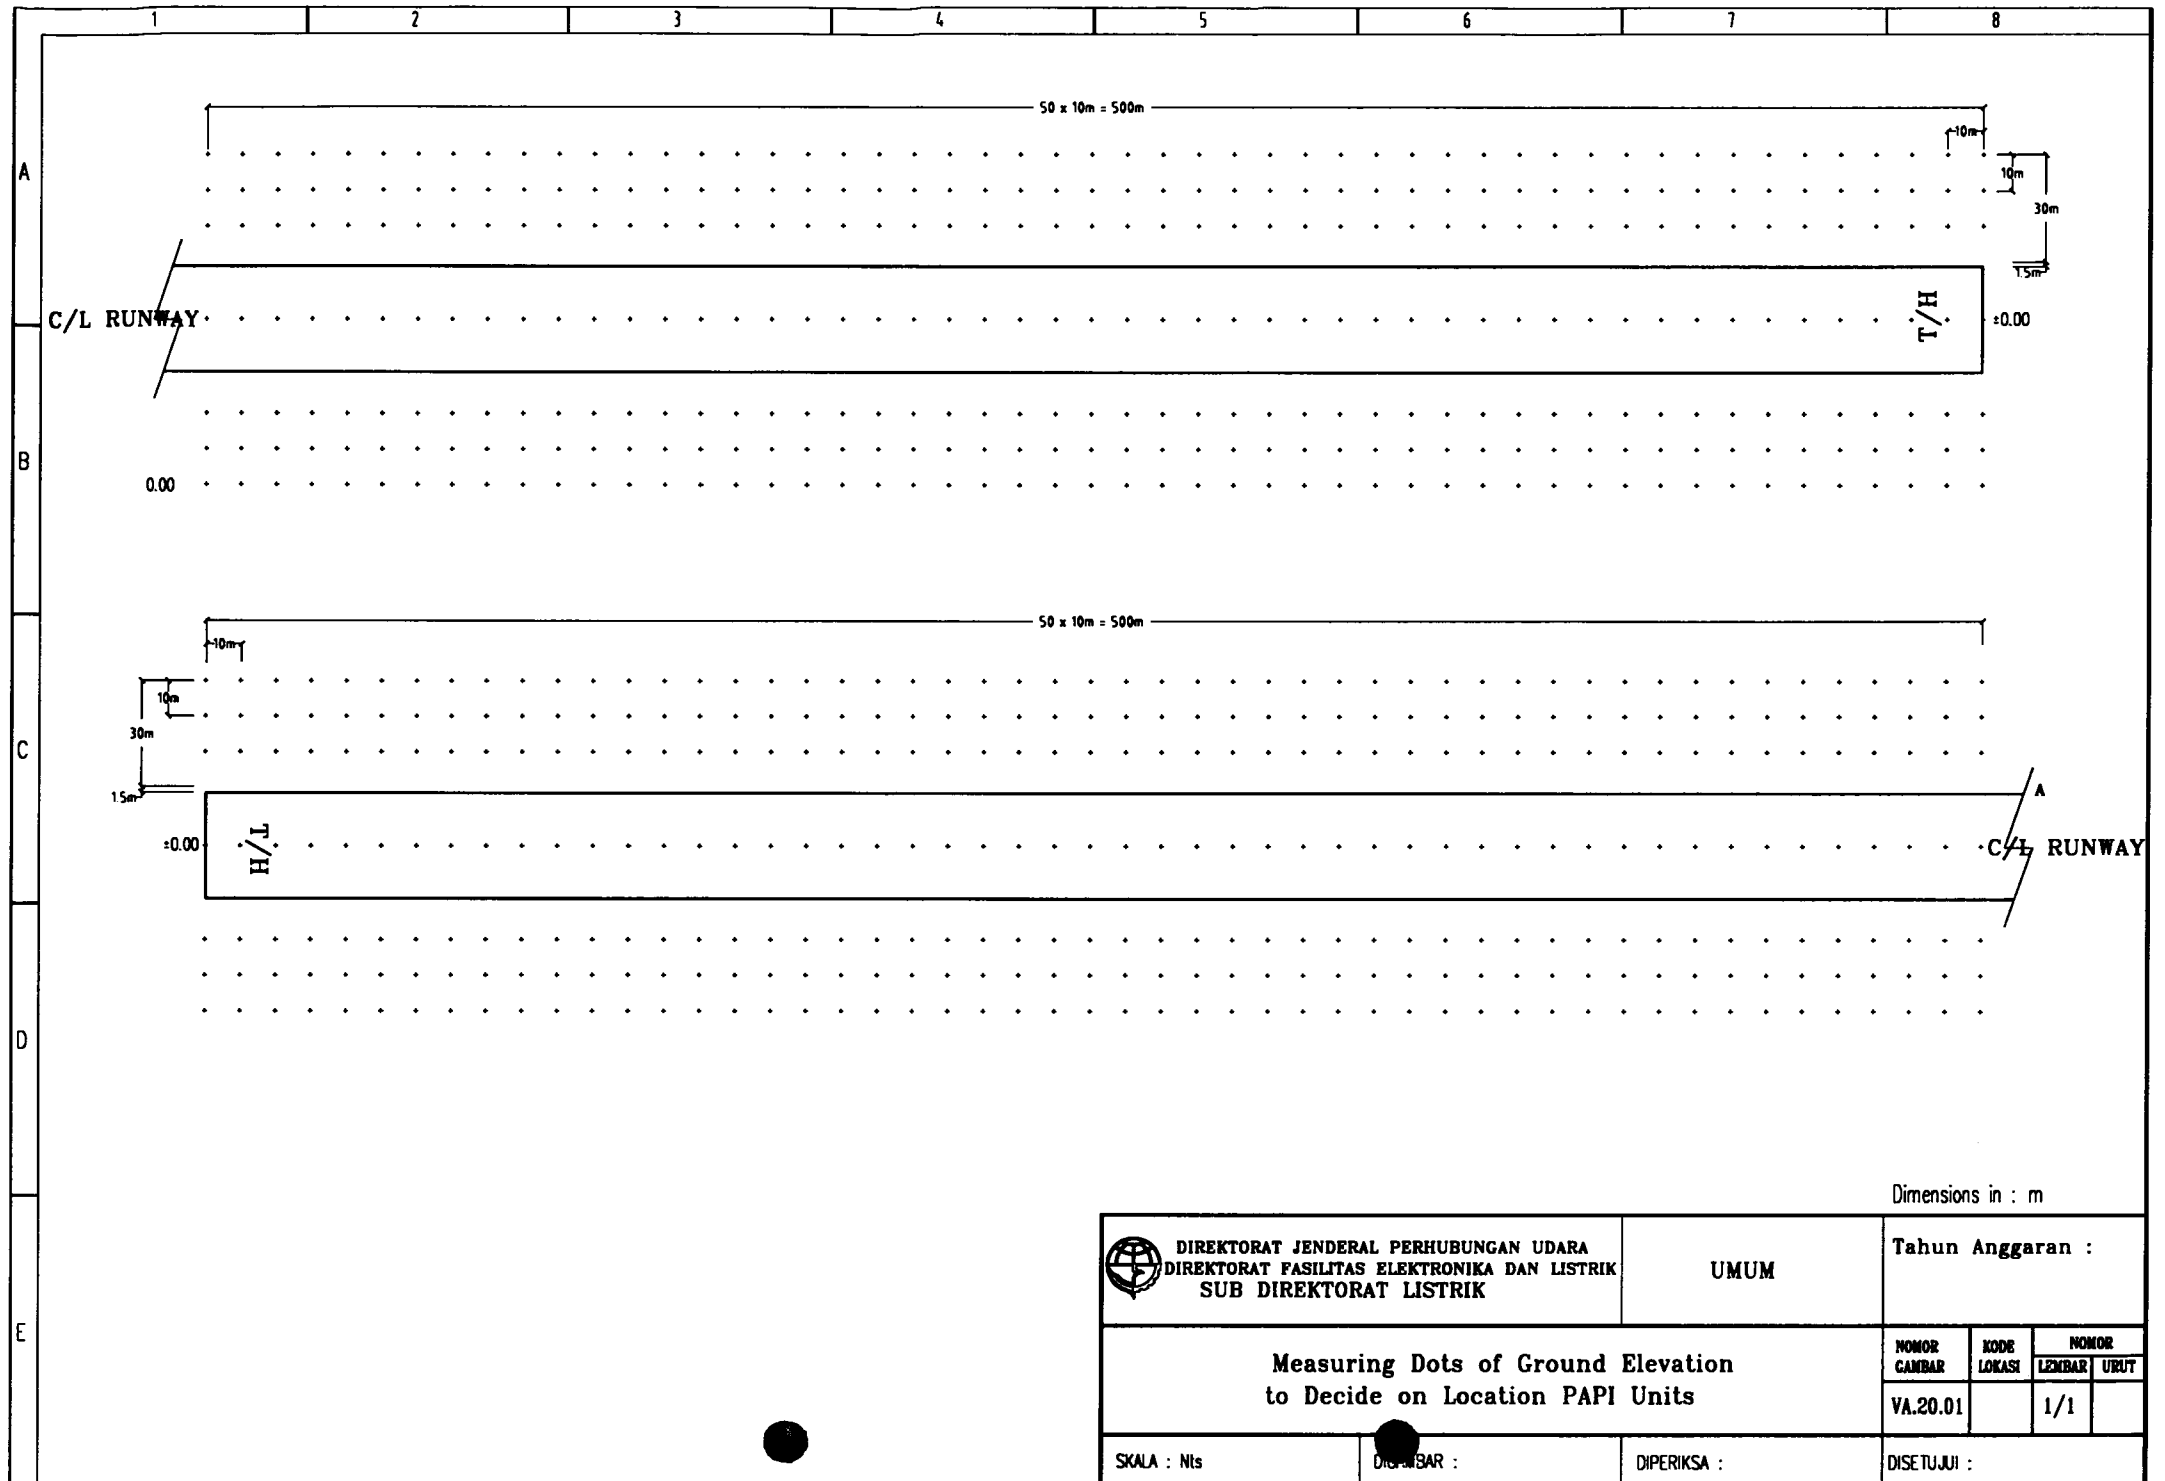 1 2 3 4 5 6 7 8
50 x 10m = 500m
10m
A
10m
30m
1.5m
C/L RUNWAY
T/H
±0.00
B
0.00
50 x 10m = 500m
10m
10m
30m
C
1.5m
A
±0.00
T/H
C/L RUNWAY
D
Dimensions in : m
DIREKTORAT JENDERAL PERHUBUNGAN UDARA
DIREKTORAT FASILITAS ELEKTRONIKA DAN LISTRIK
SUB DIREKTORAT LISTRIK
UMUM
Tahun Anggaran :
E
Measuring Dots of Ground Elevation
to Decide on Location PAPI Units
NOMOR
GAMBAR
KODE
LOKASI
NOMOR
LEMBAR URUT
VA.20.01
1/1
SKALA : Nts
DIPERIKSA :
DISETUJUI :